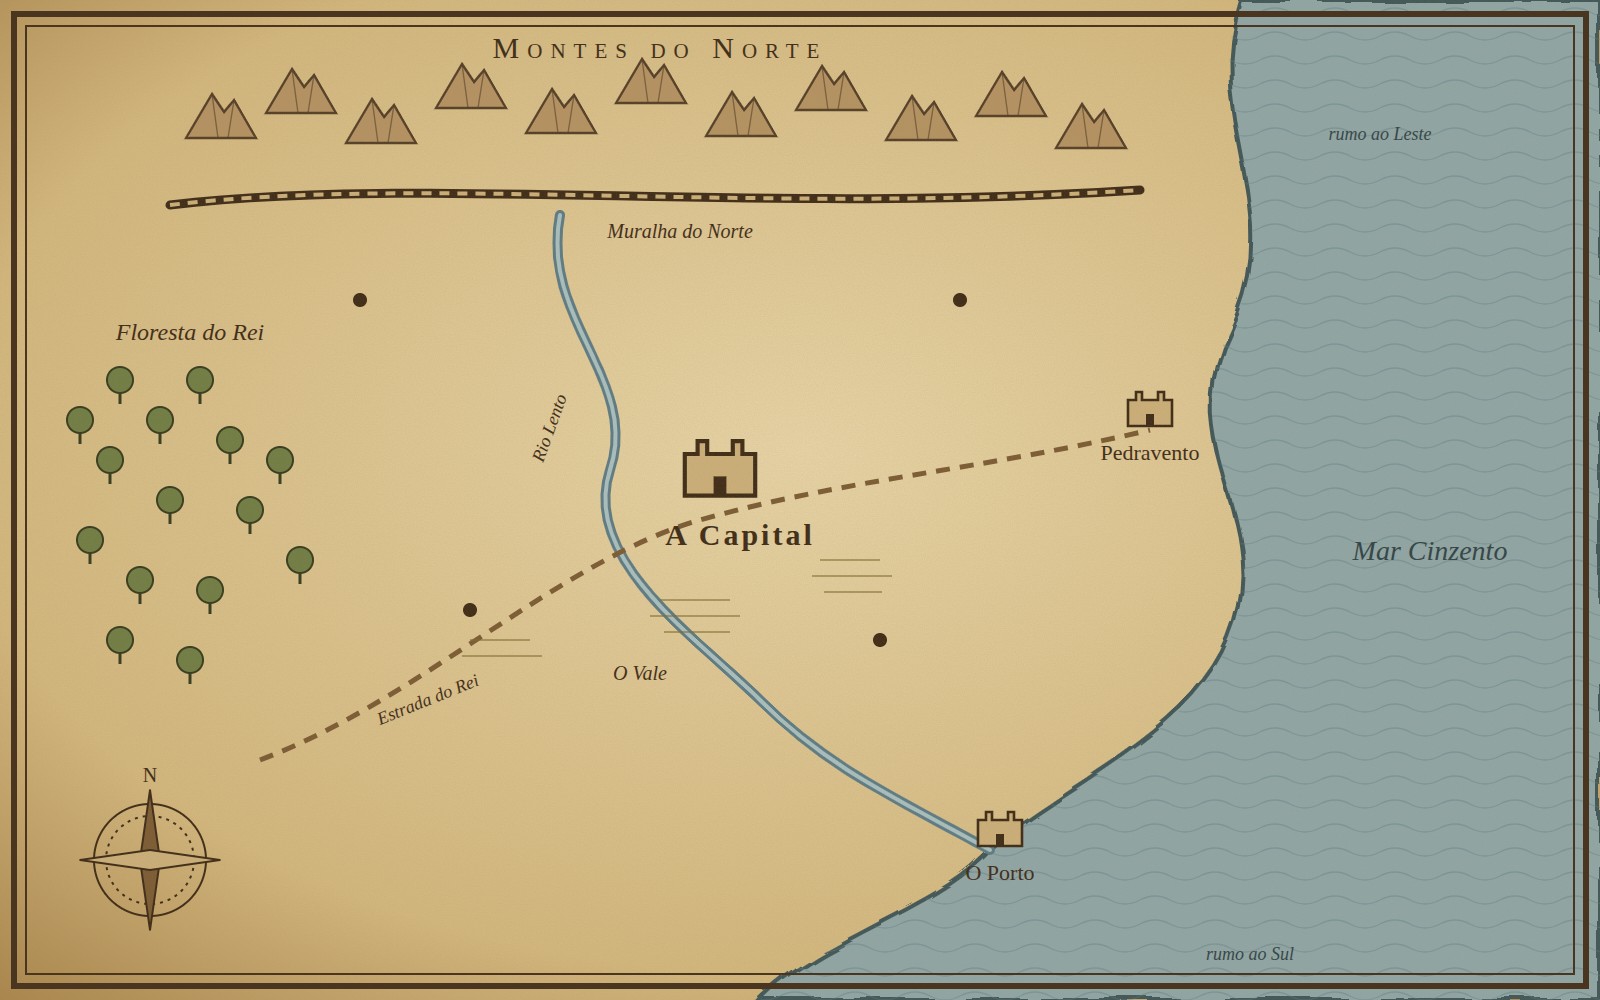 Montes do Norte
rumo ao Leste
Muralha do Norte
Floresta do Rei
Rio Lento
Pedravento
A Capital
Mar Cinzento
O Vale
Estrada do Rei
N
O Porto
rumo ao Sul